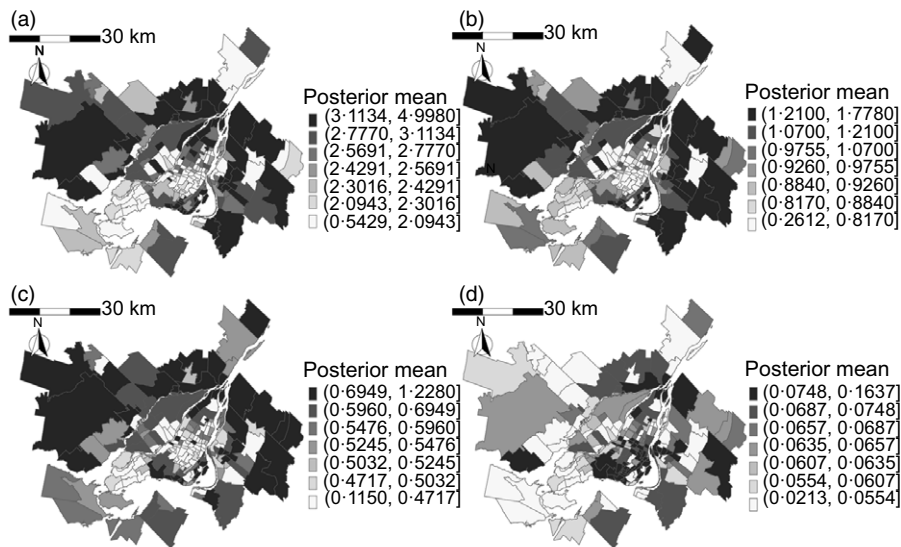 (a)
30 km
N
Posterior mean
(3·1134, 4·9980]
(2·7770, 3·1134]
(2·5691, 2·7770]
(2·4291, 2·5691]
(2·3016, 2·4291]
(2·0943, 2·3016]
(0·5429, 2·0943]
(b)
30 km
N
N
Posterior mean
(1·2100, 1·7780]
(1·0700, 1·2100]
(0·9755, 1·0700]
(0·9260, 0·9755]
(0·8840, 0·9260]
(0·8170, 0·8840]
(0·2612, 0·8170]
(c)
30 km
N
Posterior mean
(0·6949, 1·2280]
(0·5960, 0·6949]
(0·5476, 0·5960]
(0·5245, 0·5476]
(0·5032, 0·5245]
(0·4717, 0·5032]
(0·1150, 0·4717]
(d)
30 km
N
Posterior mean
(0·0748, 0·1637]
(0·0687, 0·0748]
(0·0657, 0·0687]
(0·0635, 0·0657]
(0·0607, 0·0635]
(0·0554, 0·0607]
(0·0213, 0·0554]